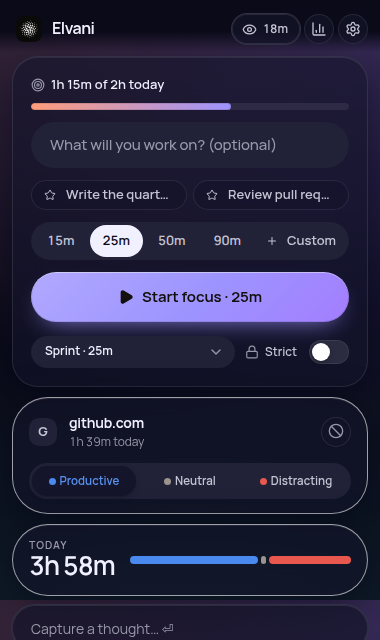 Elvani
18m
1h 15m of 2h today
What will you work on? (optional)
Write the quart...
Review pull req...
15m
25m
50m
90m
+ Custom
Start focus · 25m
Sprint · 25m
Strict
G
github.com
1h 39m today
Productive
Neutral
Distracting
TODAY
3h 58m
Capture a thought... ⏎